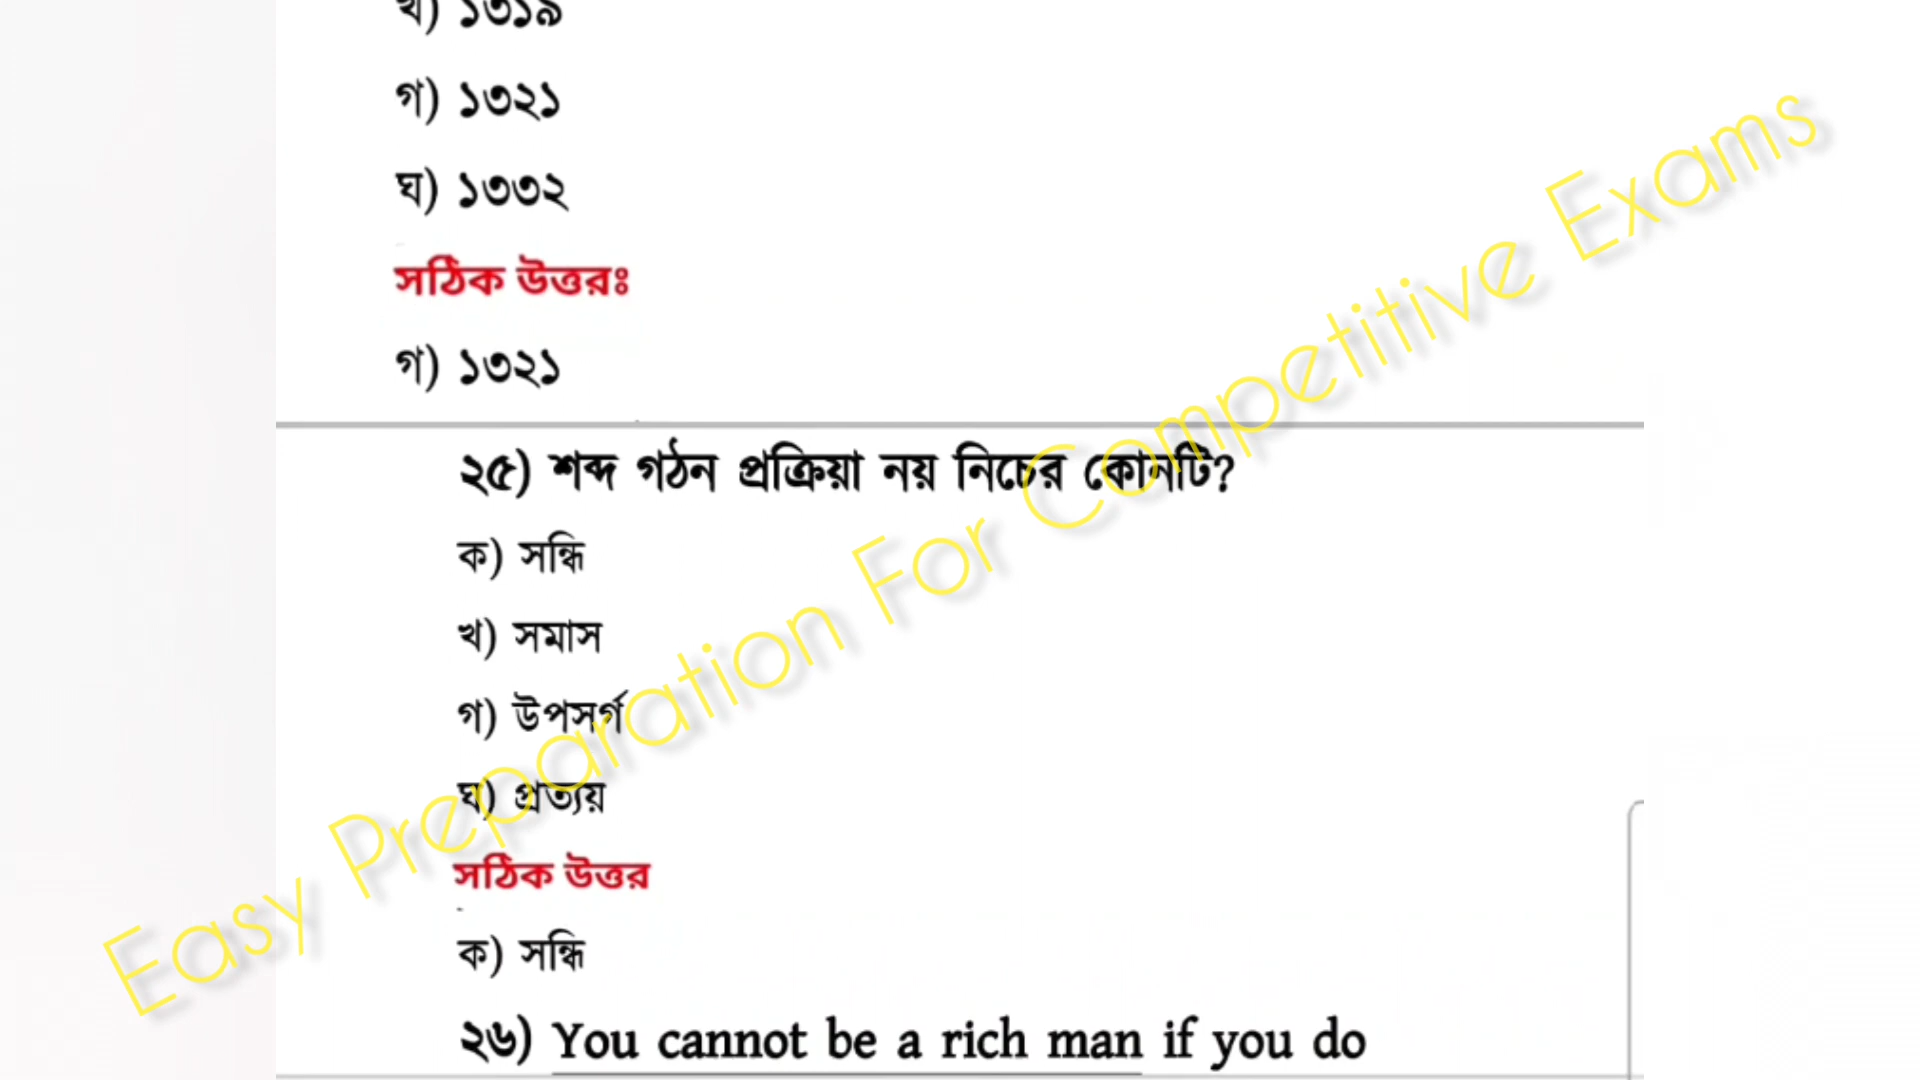 খ) ১৩১৯
গ) ১৩২১
ঘ) ১৩৩২
সঠিক উত্তরঃ
গ) ১৩২১
২৫) শব্দ গঠন প্রক্রিয়া নয় নিচের কোনটি?
ক) সন্ধি
খ) সমাস
গ) উপসর্গ
ঘ) প্রত্যয়
সঠিক উত্তর
ক) সন্ধি
২৬) You cannot be a rich man if you do
Easy Preparation For Competitive Exams